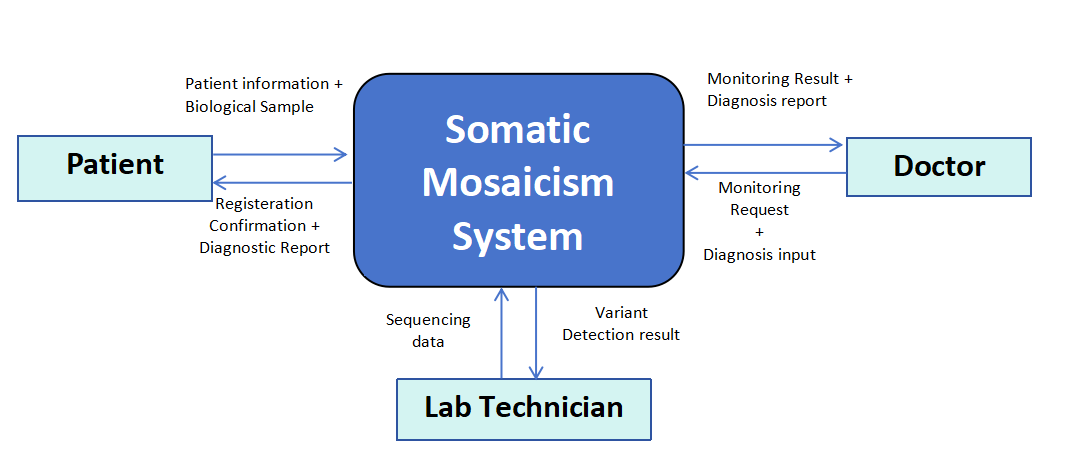 Patient information +
Biological Sample
Patient
Registeration
Confirmation +
Diagnostic Report
Somatic
Mosaicism
System
Monitoring Result +
Diagnosis report
Doctor
Monitoring
Request
+
Diagnosis input
Sequencing
data
Variant
Detection result
Lab Technician